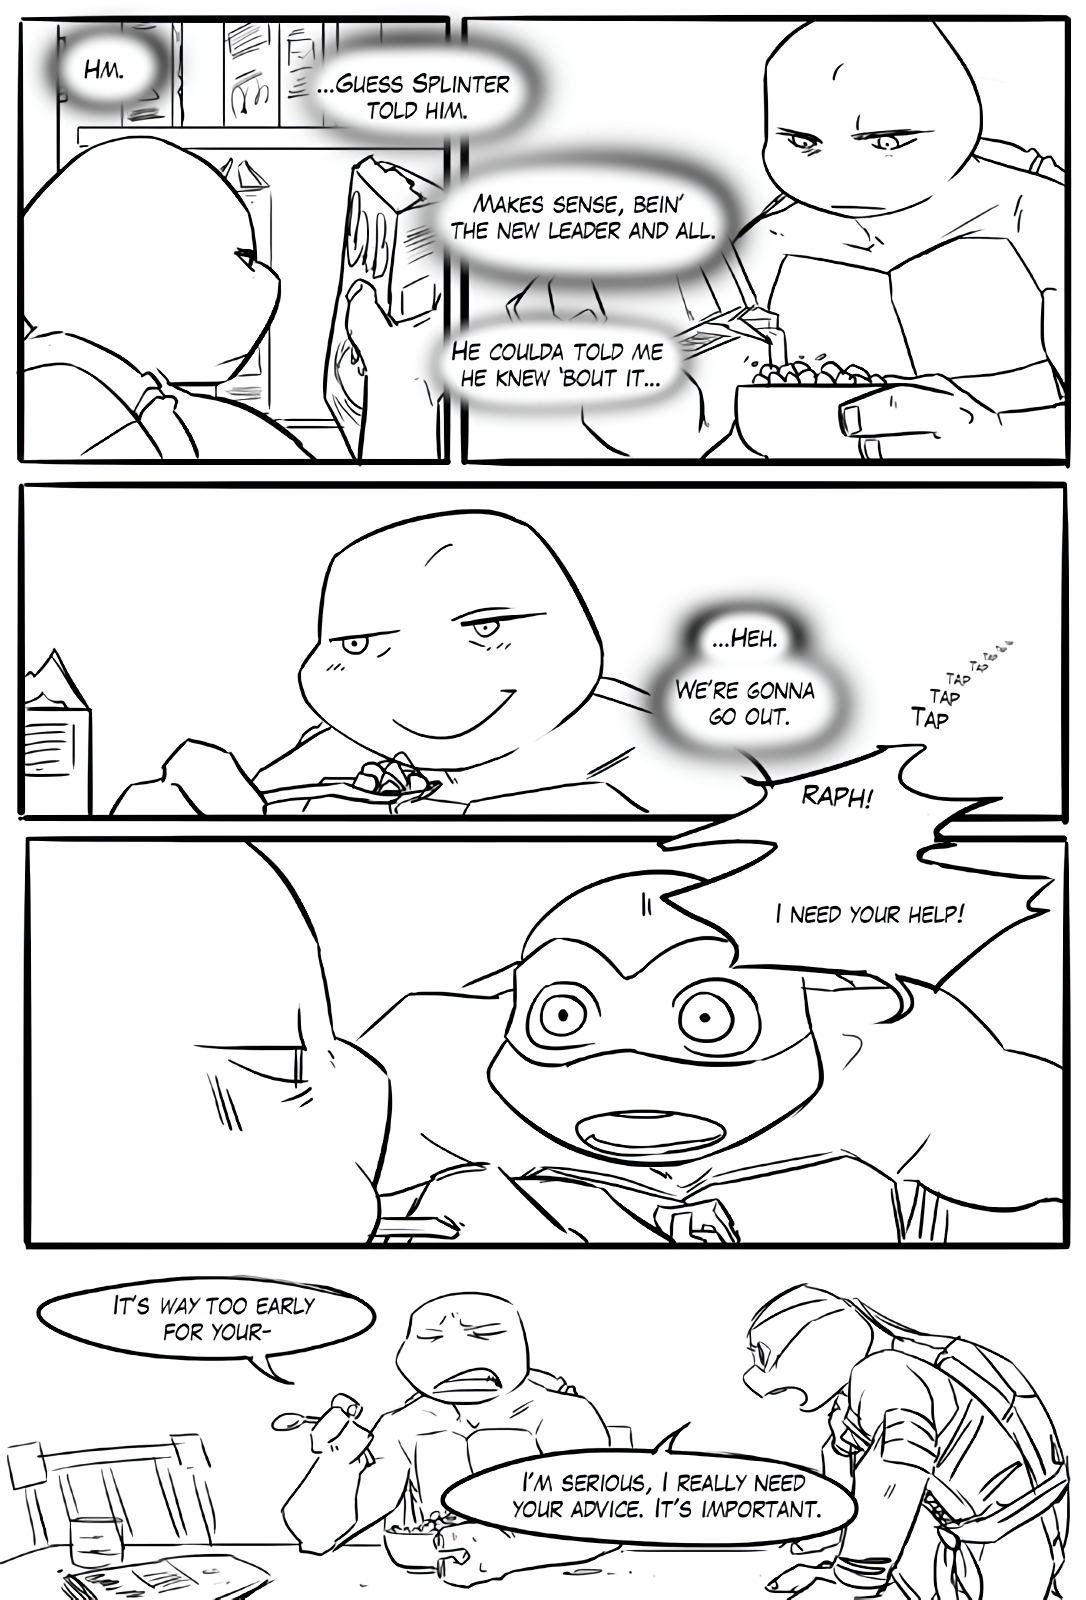 HM.
...GUESS SPLINTER
TOLD HIM.
MAKES SENSE, BEIN'
THE NEW LEADER AND ALL.
HE COULDA TOLD ME
HE KNEW 'BOUT IT...
...HEH.
WE'RE GONNA
GO OUT.
TAP
TAP
TAP
TAP
TAP
RAPH!
I NEED YOUR HELP!
IT'S WAY TOO EARLY
FOR YOUR-
I'M SERIOUS, I REALLY NEED
YOUR ADVICE. IT'S IMPORTANT.